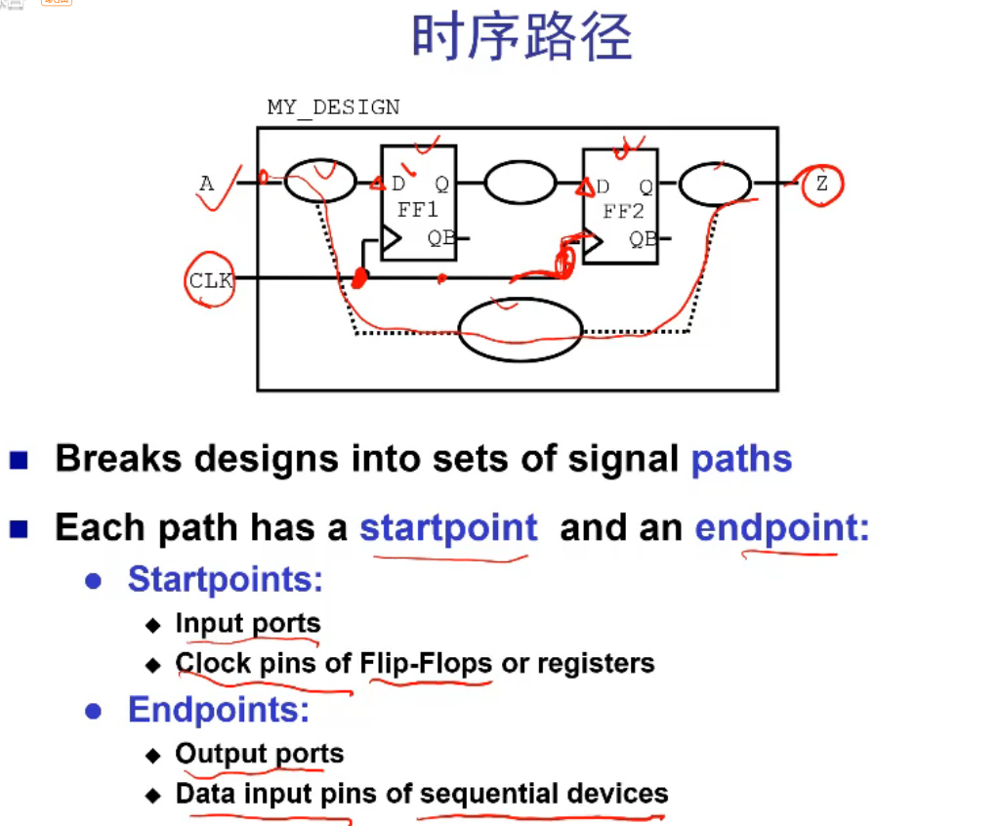 时序路径
MY_DESIGN
A D Q D Q Z
FF1 FF2
QB QB
CLK
Breaks designs into sets of signal paths
Each path has a startpoint and an endpoint:
Startpoints:
Input ports
Clock pins of Flip-Flops or registers
Endpoints:
Output ports
Data input pins of sequential devices